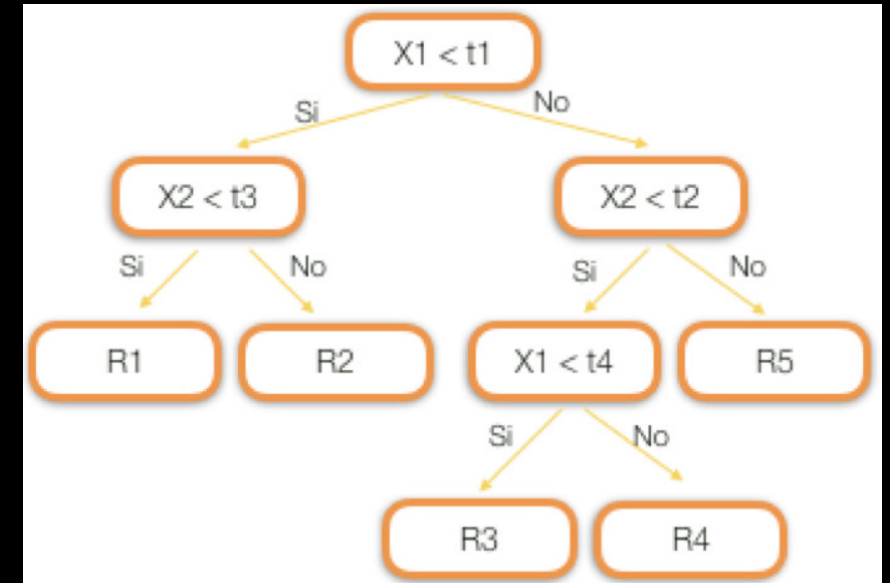 X1 < t1
Si
No
X2 < t3
X2 < t2
Si
No
Si
No
R1
R2
X1 < t4
R5
Si
No
R3
R4